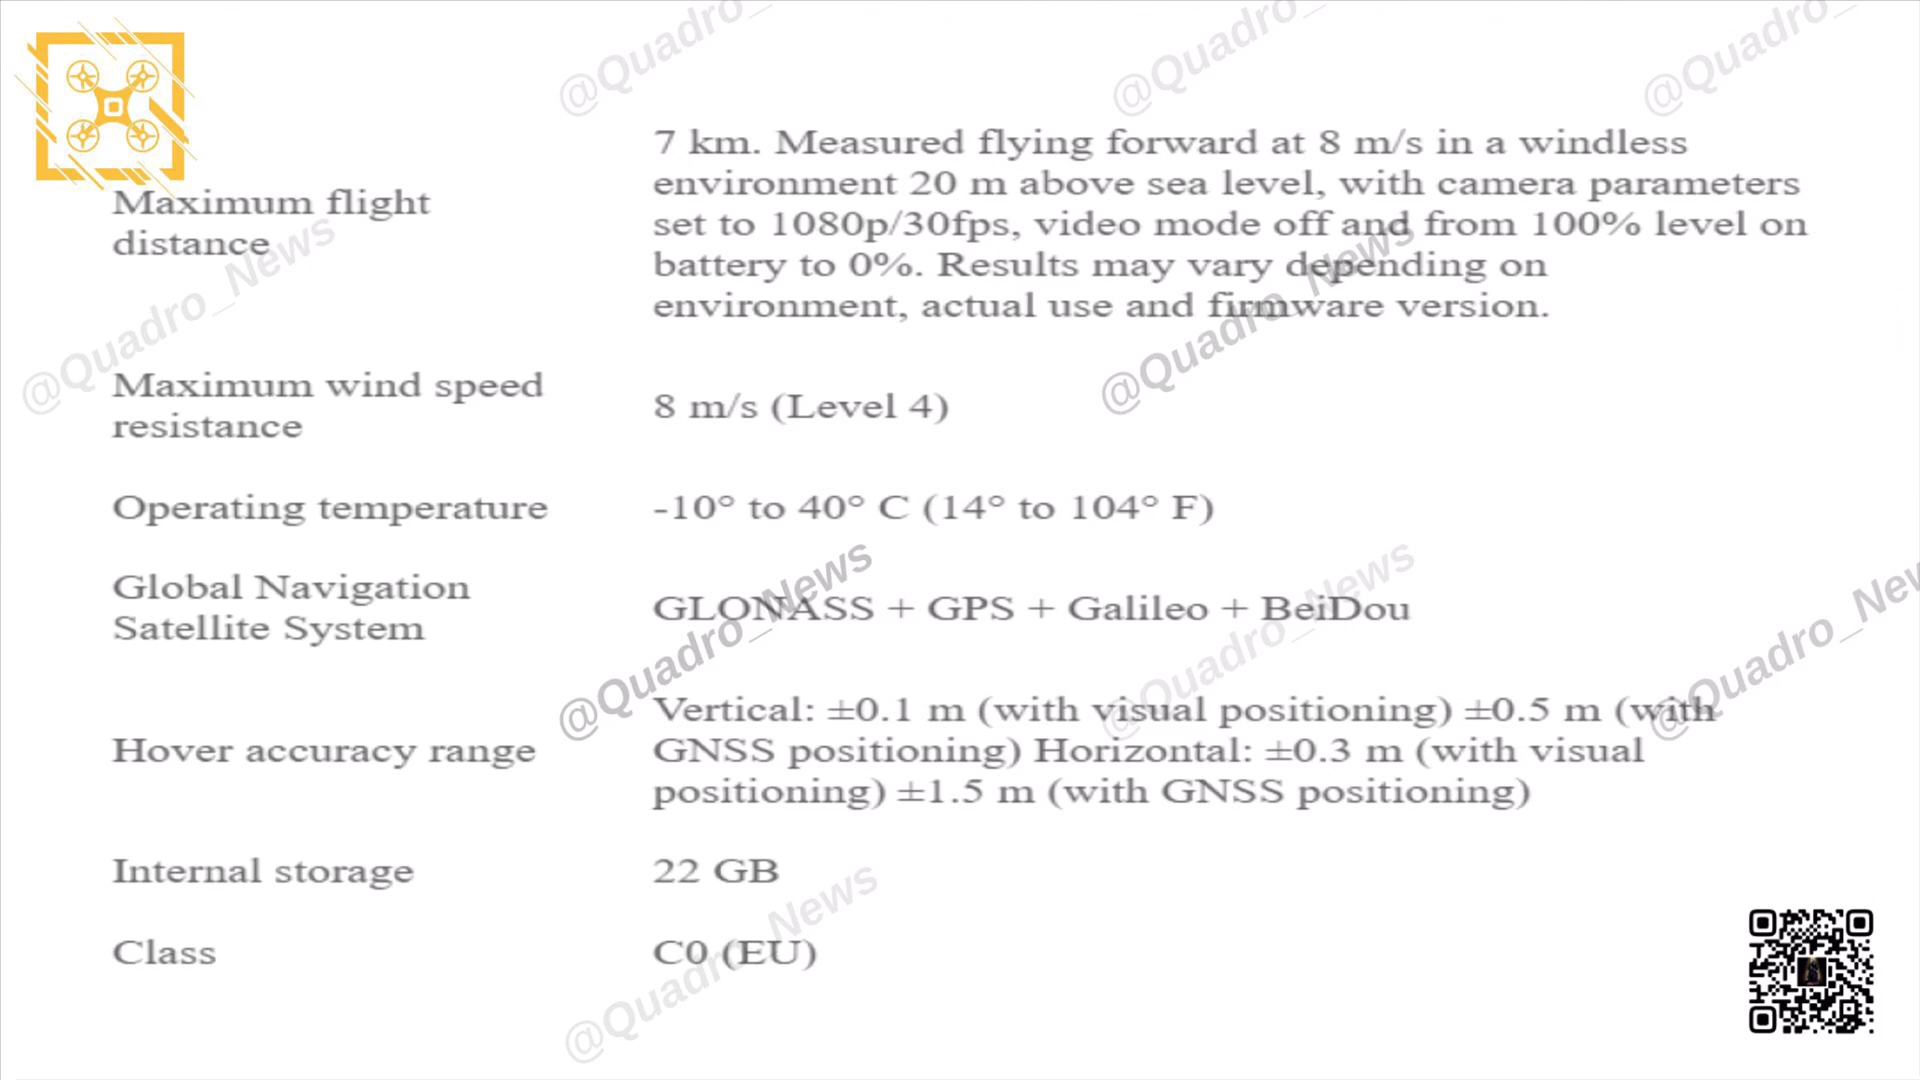 @Quadro_
@Quadro_
@Quadro_
7 km. Measured flying forward at 8 m/s in a windless
environment 20 m above sea level, with camera parameters
Maximum flight
distance
set to 1080p/30fps, video mode off and from 100% level on
battery to 0%. Results may vary depending on
environment, actual use and firmware version.
@Quadro_News
@Quadro_News
Maximum wind speed
resistance
8 m/s (Level 4)
Operating temperature
-10° to 40° C (14° to 104° F)
Global Navigation
Satellite System
GLONASS + GPS + Galileo + BeiDou
@Quadro_News
@Quadro_News
@Quadro_New
Hover accuracy range
Vertical: ±0.1 m (with visual positioning) ±0.5 m (with
GNSS positioning) Horizontal: ±0.3 m (with visual
positioning) ±1.5 m (with GNSS positioning)
Internal storage
22 GB
Class
C0 (EU)
@Quadro_News